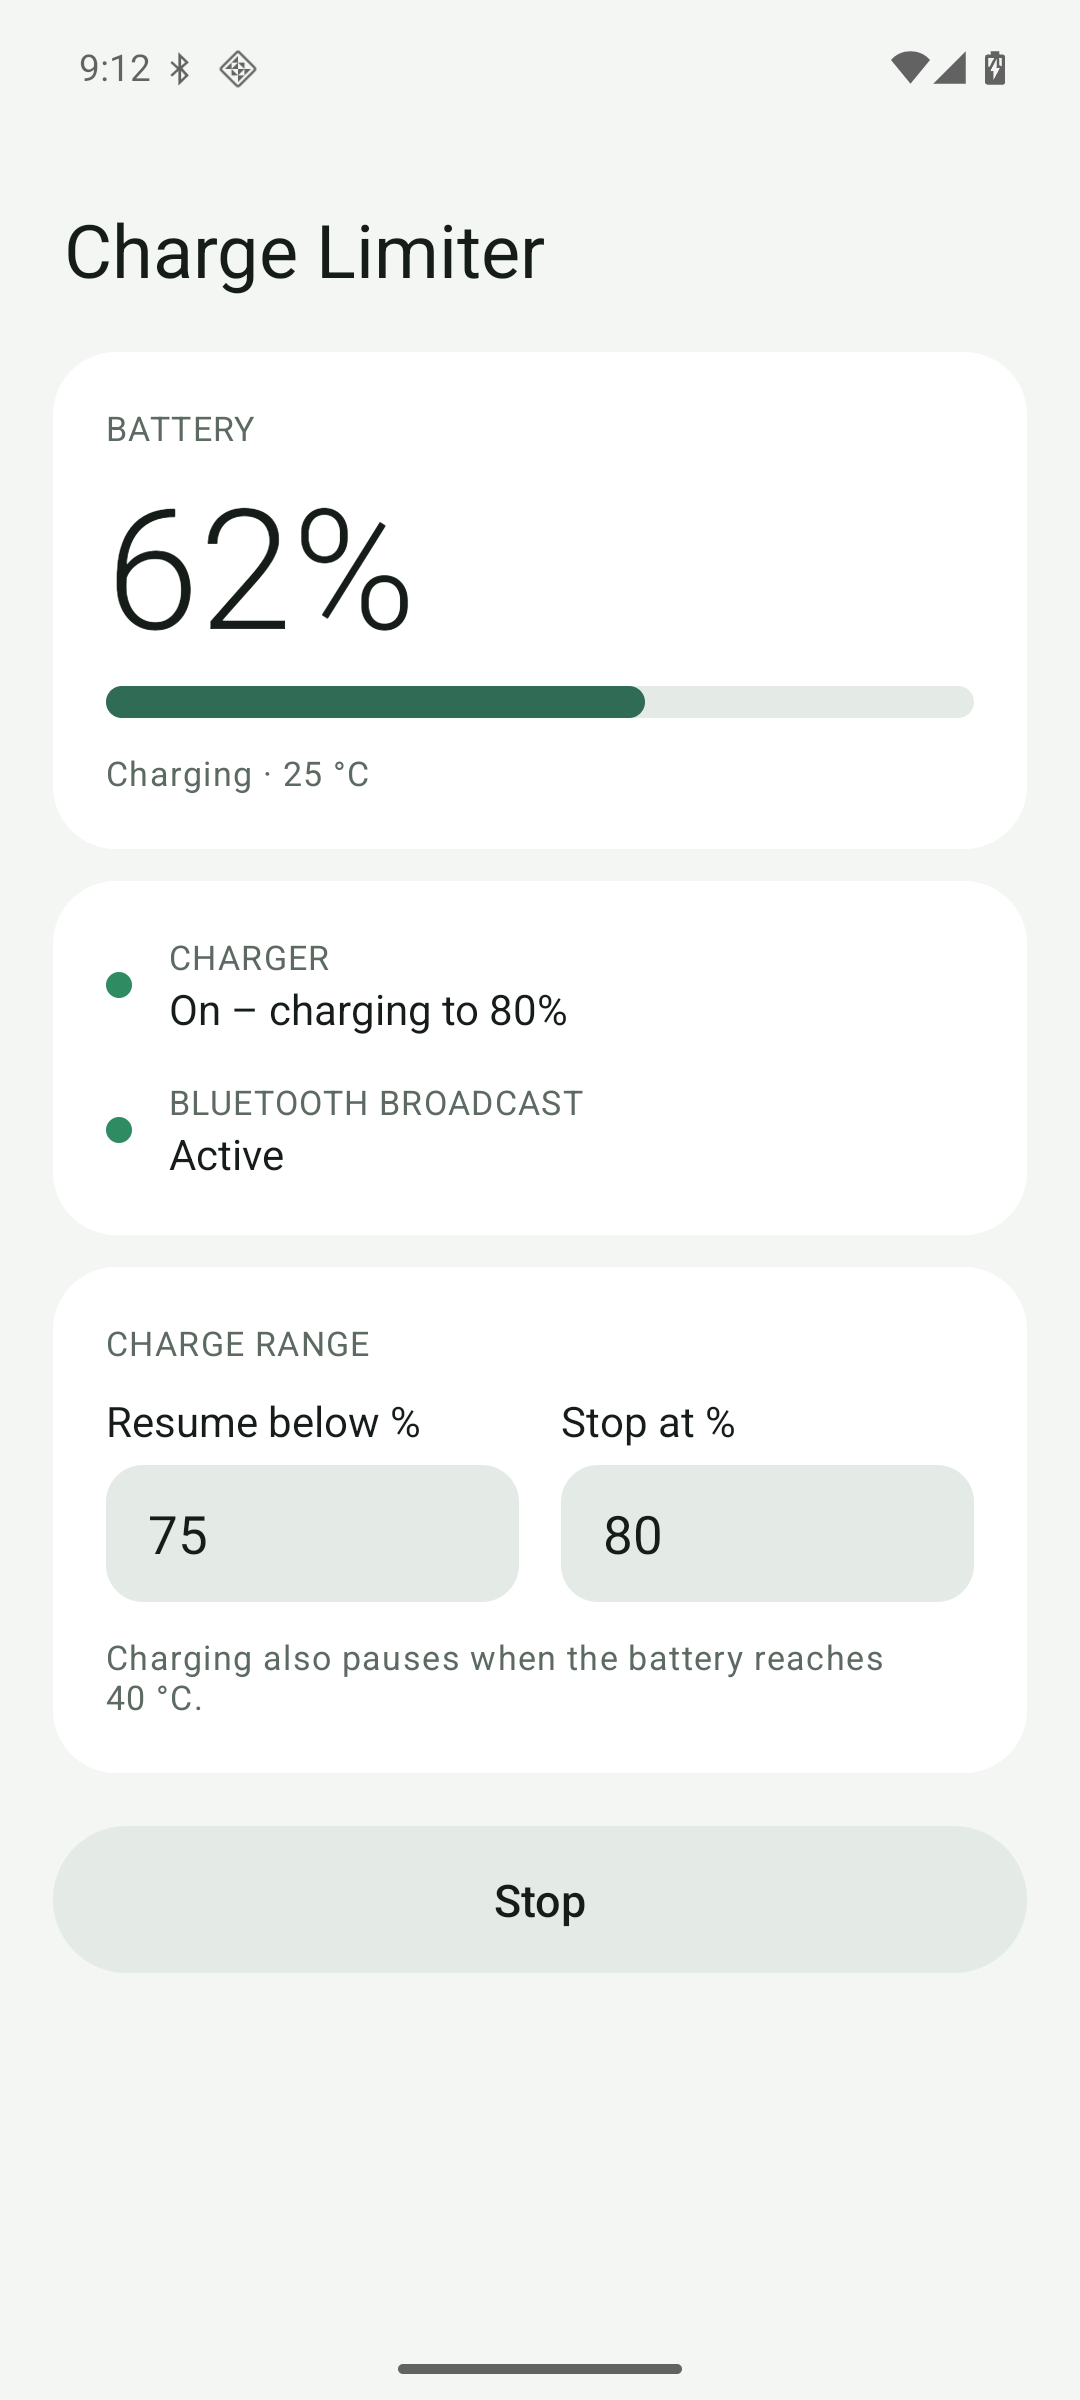 9:12
Charge Limiter
BATTERY
62%
Charging · 25 °C
CHARGER
On – charging to 80%
BLUETOOTH BROADCAST
Active
CHARGE RANGE
Resume below %
Stop at %
75
80
Charging also pauses when the battery reaches
40 °C.
Stop